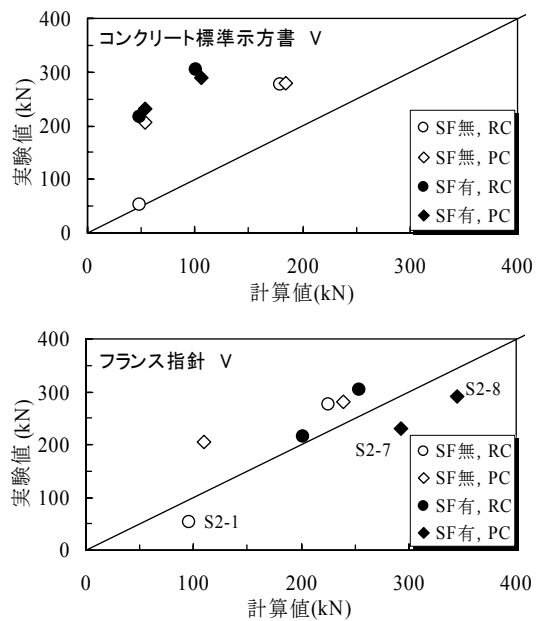 コンクリート標準示方書 V
400
300
200
100
0
実験値 (kN)
○ SF無, RC
◇ SF無, PC
● SF有, RC
◆ SF有, PC
0 100 200 300 400
計算値(kN)
フランス指針 V
400
300
200
100
0
実験値 (kN)
S2-8
S2-7
S2-1
○ SF無, RC
◇ SF無, PC
● SF有, RC
◆ SF有, PC
0 100 200 300 400
計算値(kN)